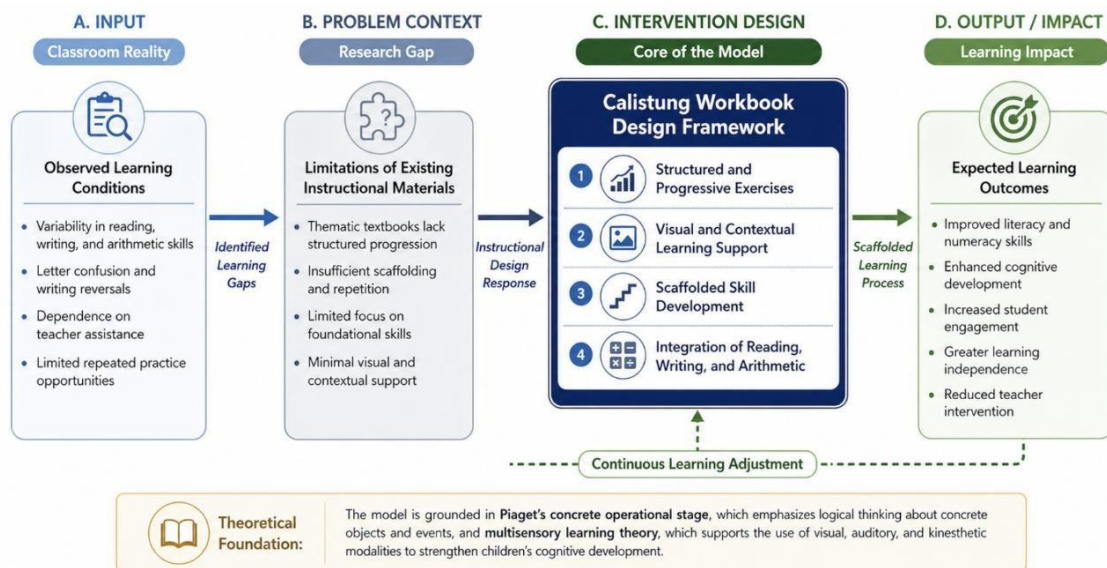 A. INPUT
Classroom Reality
Observed Learning
Conditions
• Variability in reading,
writing, and arithmetic skills
• Letter confusion and
writing reversals
• Dependence on
teacher assistance
• Limited repeated practice
opportunities
Identified
Learning
Gaps
B. PROBLEM CONTEXT
Research Gap
?
Limitations of Existing
Instructional Materials
• Thematic textbooks lack
structured progression
• Insufficient scaffolding
and repetition
• Limited focus on
foundational skills
• Minimal visual and
contextual support
Instructional
Design
Response
C. INTERVENTION DESIGN
Core of the Model
Calistung Workbook
Design Framework
1 Structured and
Progressive Exercises
2 Visual and Contextual
Learning Support
3 Scaffolded Skill
Development
4 Integration of Reading,
Writing, and Arithmetic
Scaffolded
Learning
Process
D. OUTPUT / IMPACT
Learning Impact
Expected Learning
Outcomes
• Improved literacy and
numeracy skills
• Enhanced cognitive
development
• Increased student
engagement
• Greater learning
independence
• Reduced teacher
intervention
Continuous Learning Adjustment
Theoretical
Foundation:
The model is grounded in Piaget's concrete operational stage, which emphasizes logical thinking about concrete
objects and events, and multisensory learning theory, which supports the use of visual, auditory, and kinesthetic
modalities to strengthen children's cognitive development.